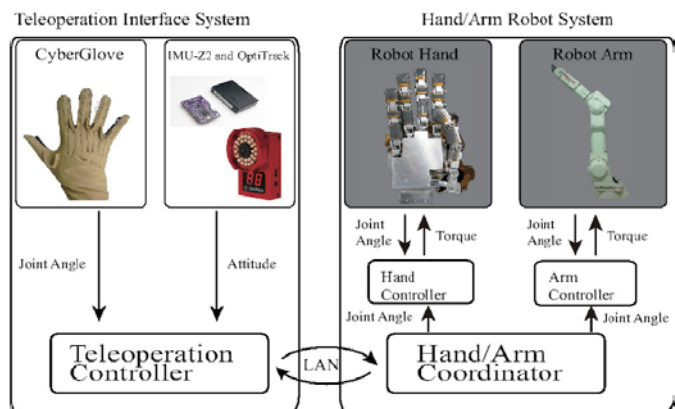 Teleoperation Interface System
Hand/Arm Robot System
CyberGlove
IMU-Z2 and OptiTrack
Robot Hand
Robot Arm
Joint Angle
Attitude
Joint
Angle
Torque
Joint
Angle
Torque
Hand
Controller
Arm
Controller
Joint Angle
Joint Angle
Teleoperation
Controller
LAN
Hand/Arm
Coordinator